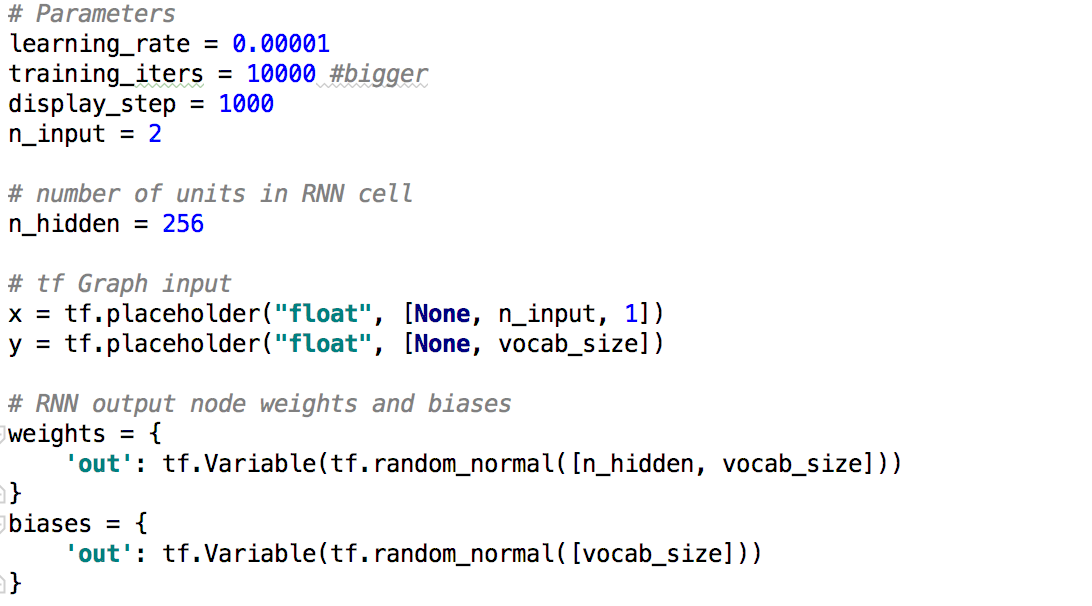 # Parameters
learning_rate = 0.00001
training_iters = 10000 #bigger
display_step = 1000
n_input = 2
# number of units in RNN cell
n_hidden = 256
# tf Graph input
x = tf.placeholder("float", [None, n_input, 1])
y = tf.placeholder("float", [None, vocab_size])
# RNN output node weights and biases
weights = {
    'out': tf.Variable(tf.random_normal([n_hidden, vocab_size]))
}
biases = {
    'out': tf.Variable(tf.random_normal([vocab_size]))
}